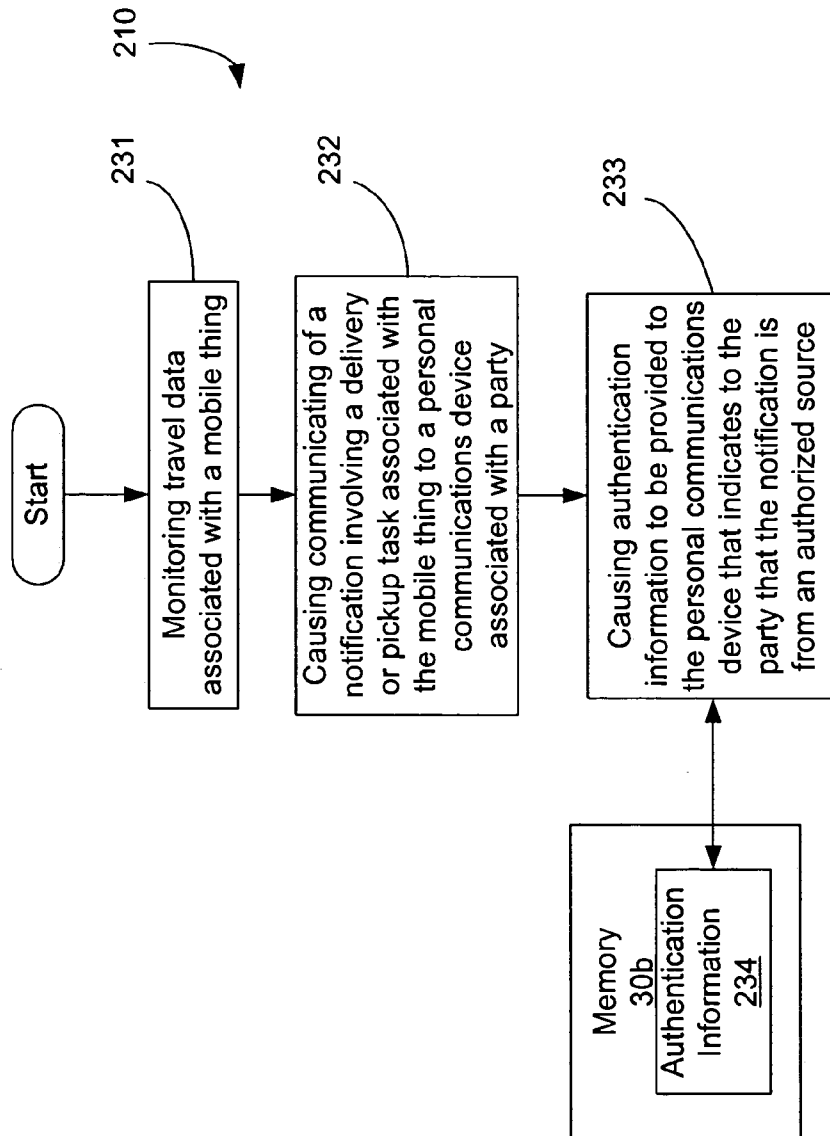 Start
210
231
Monitoring travel data
associated with a mobile thing
232
Causing communicating of a
notification involving a delivery
or pickup task associated with
the mobile thing to a personal
communications device
associated with a party
233
Causing authentication
information to be provided to
the personal communications
device that indicates to the
party that the notification is
from an authorized source
Memory
30b
Authentication
Information
234